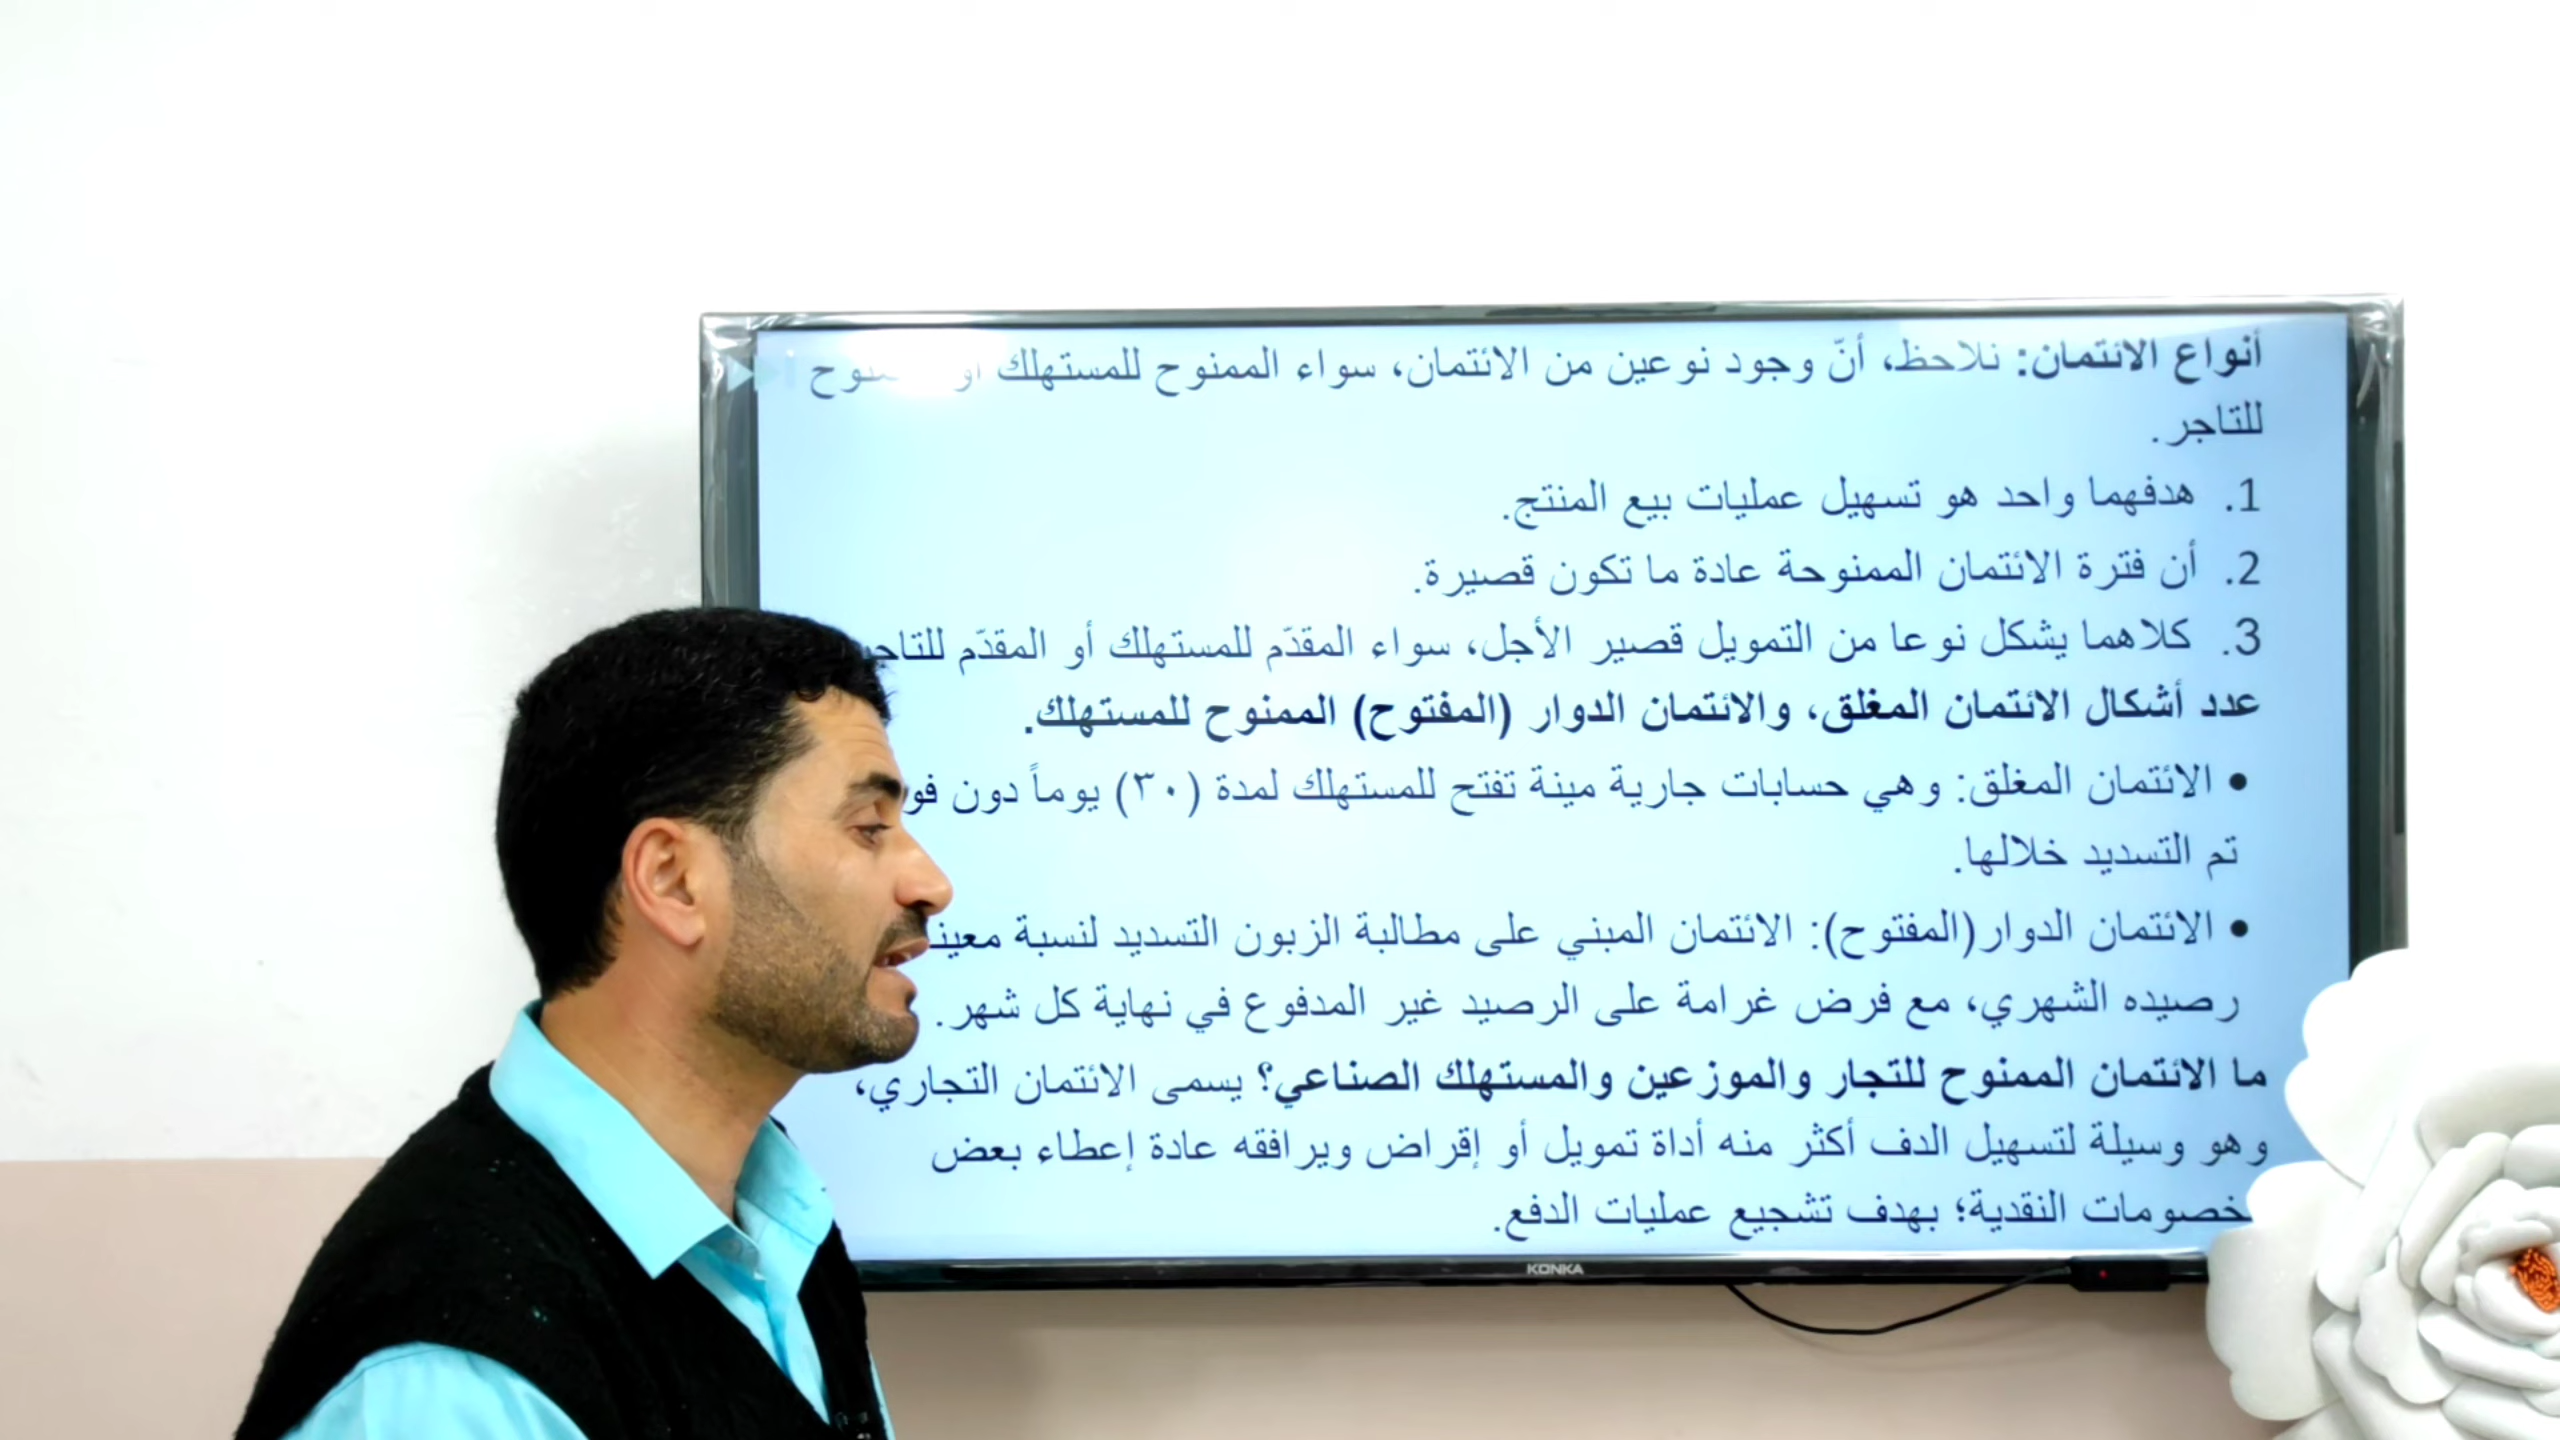 أنواع الائتمان: نلاحظ، أنّ وجود نوعين من الائتمان، سواء الممنوح للمستهلك أو
للتاجر.
1. هدفهما واحد هو تسهيل عمليات بيع المنتج.
2. أن فترة الائتمان الممنوحة عادة ما تكون قصيرة.
3. كلاهما يشكل نوعا من التمويل قصير الأجل، سواء المقدّم للمستهلك أو المقدّم
عدد أشكال الائتمان المغلق، والائتمان الدوار (المفتوح) الممنوح للمستهلك.
• الائتمان المغلق: وهي حسابات جارية مينة تفتح للمستهلك لمدة (٣٠) يوماً دون
تم التسديد خلالها.
• الائتمان الدوار(المفتوح): الائتمان المبني على مطالبة الزبون التسديد لنسبة
رصيده الشهري، مع فرض غرامة على الرصيد غير المدفوع في نهاية كل شهر.
ما الائتمان الممنوح للتجار والموزعين والمستهلك الصناعي؟ يسمى الائتمان التجاري،
وهو وسيلة لتسهيل الدف أكثر منه أداة تمويل أو إقراض ويرافقه عادة إعطاء بعض
النقدية؛ بهدف تشجيع عمليات الدفع.
KONKA